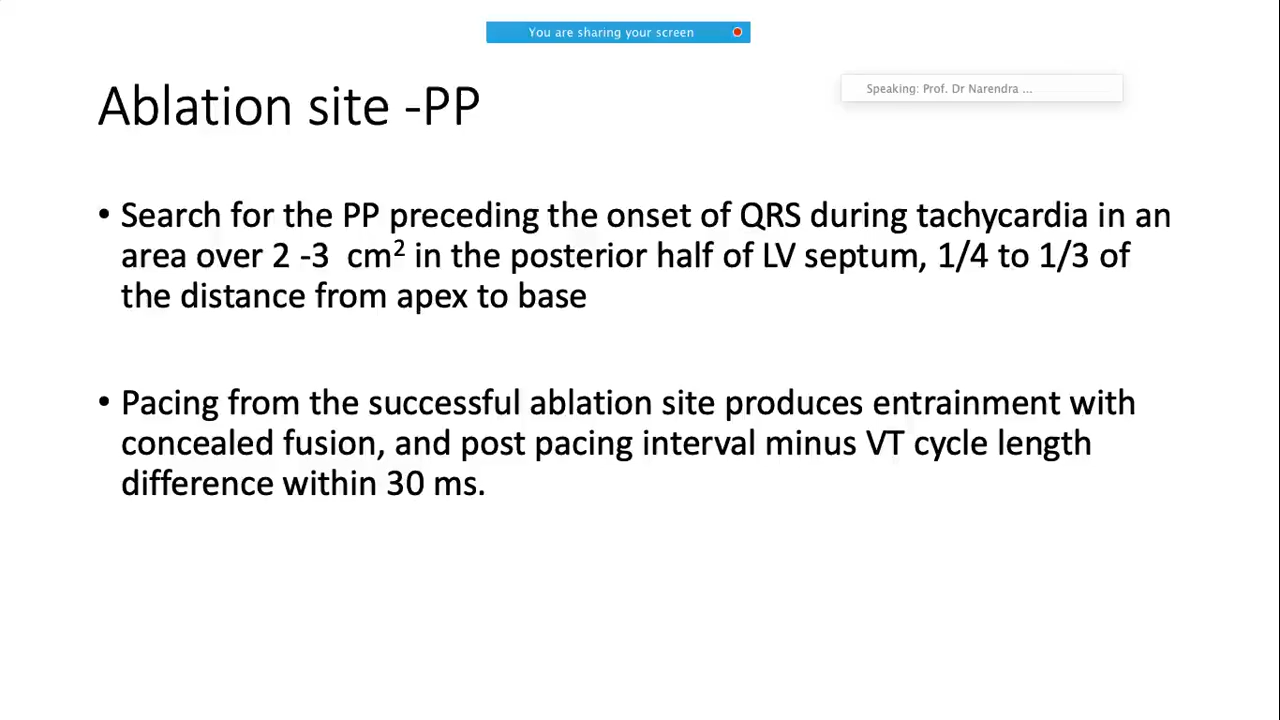 You are sharing your screen
Speaking: Prof. Dr Narendra ...
Ablation site -PP
• Search for the PP preceding the onset of QRS during tachycardia in an
area over 2 -3 cm² in the posterior half of LV septum, 1/4 to 1/3 of
the distance from apex to base
• Pacing from the successful ablation site produces entrainment with
concealed fusion, and post pacing interval minus VT cycle length
difference within 30 ms.